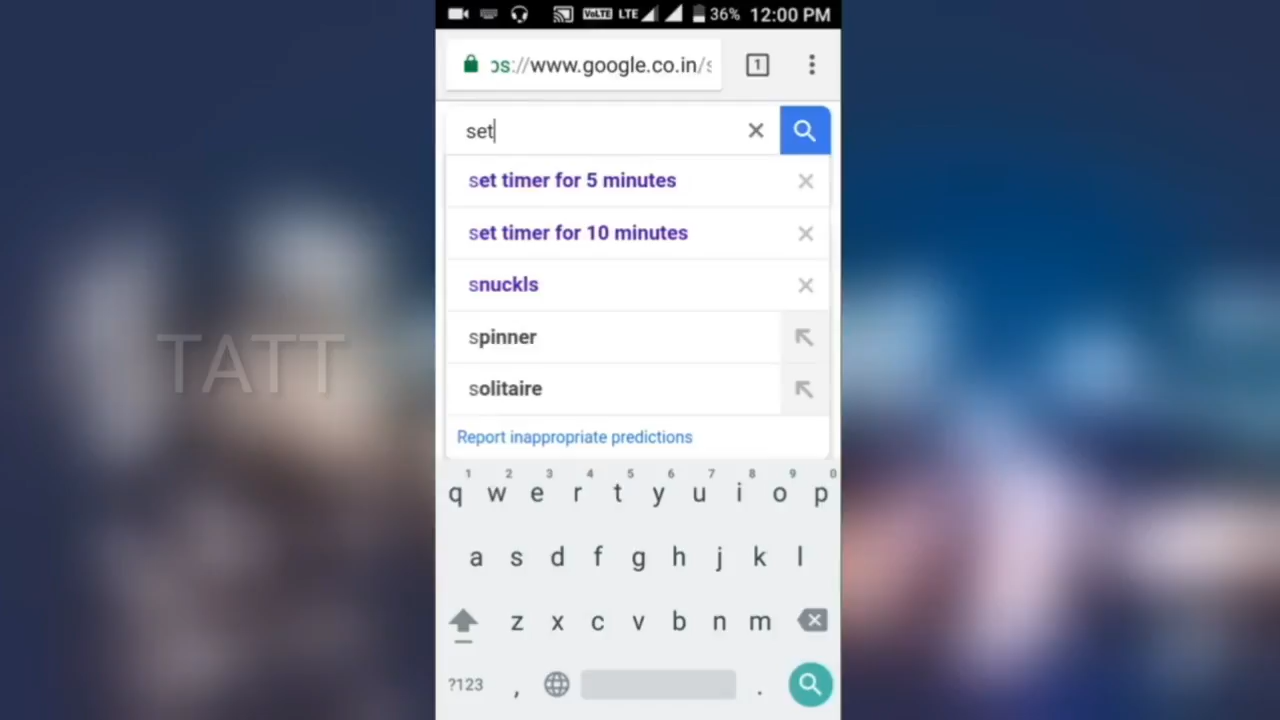 VoLTE LTE 36% 12:00 PM
ps://www.google.co.in/s
1
set
set timer for 5 minutes
set timer for 10 minutes
snuckls
spinner
solitaire
Report inappropriate predictions
TATT
1 2 3 4 5 6 7 8 9 0
q w e r t y u i o p
a s d f g h j k l
z x c v b n m
?123 , .